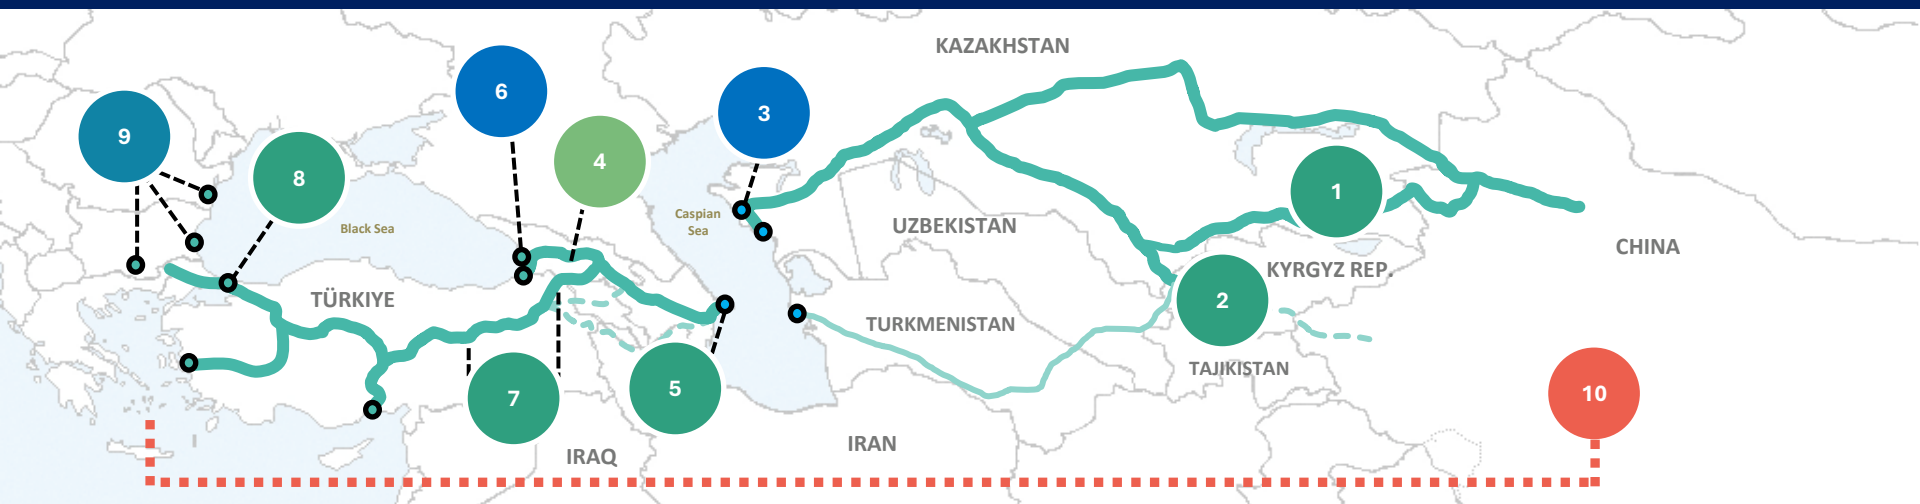 KAZAKHSTAN
6
3
9
4
8
1
Caspian
Sea
Black Sea
UZBEKISTAN
CHINA
KYRGYZ REP.
TÜRKIYE
2
TURKMENISTAN
TAJIKISTAN
5
7
10
IRAN
IRAQ